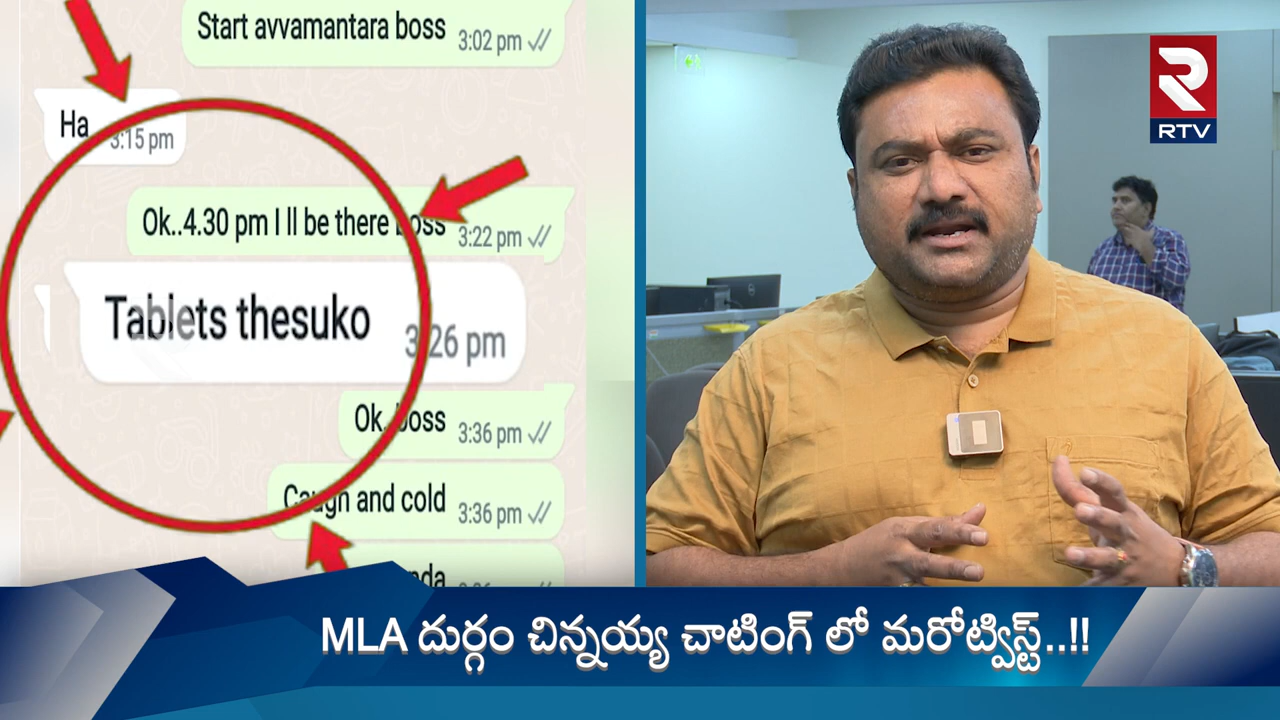 Start avvamantara boss 3:02 pm
Ha 3:15 pm
Ok..4.30 pm I ll be there boss 3:22 pm
Tablets thesuko 3:26 pm
Ok boss 3:36 pm
and cold 3:36 pm
RTV
MLA దుర్గం చిన్నయ్య చాటింగ్ లో మరోట్విస్ట్..!!